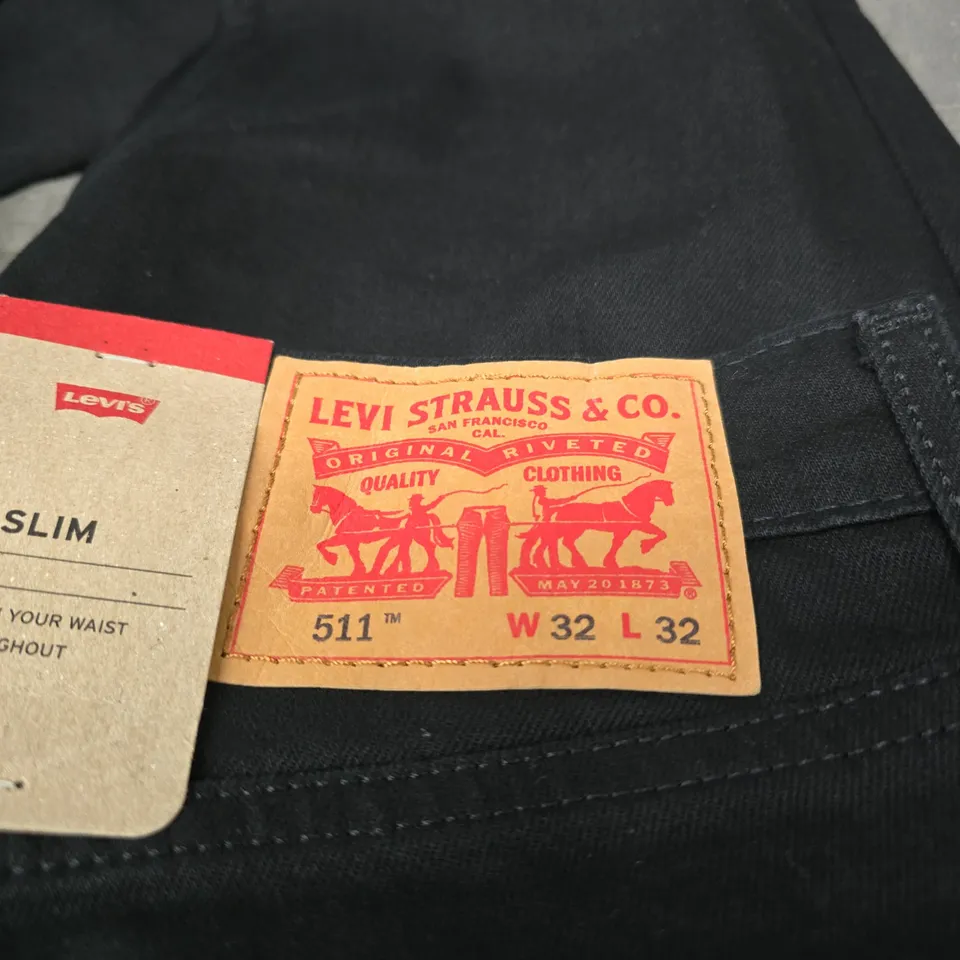 Levi's®
SLIM
YOUR WAIST
LEVI STRAUSS & CO.
SAN FRANCISCO
CAL.
ORIGINAL RIVETED
QUALITY CLOTHING
PATENTED MAY 20 1873 ®
511™ W 32 L 32